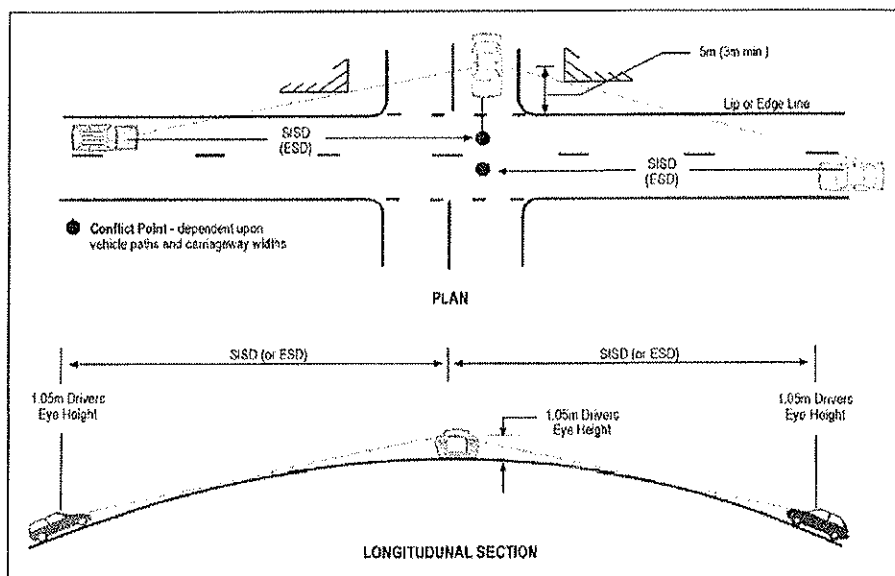 5m (3m min )
Lip or Edge Line
SISD
(ESD)
SISD
(ESD)
Conflict Point - dependent upon
vehicle paths and carriageway widths
PLAN
SISD (or ESD)
SISD (or ESD)
1.05m Drivers
Eye Height
1.05m Drivers
Eye Height
1.05m Drivers
Eye Height
LONGITUDUNAL SECTION